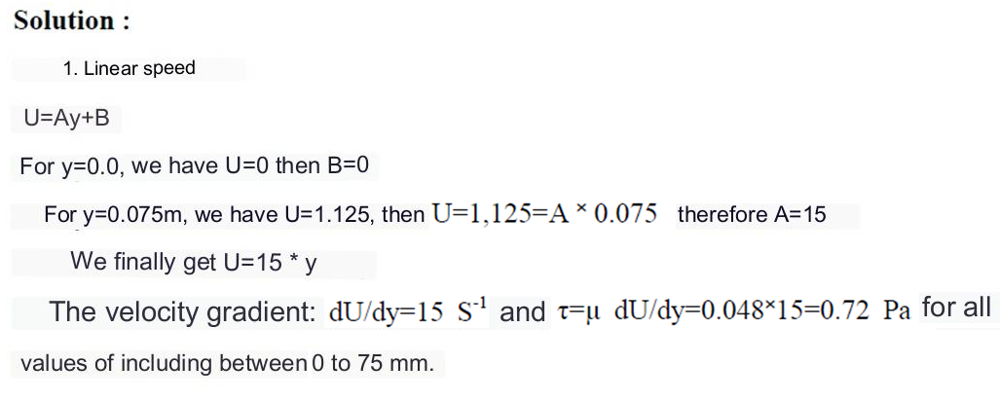 Solution :
1. Linear speed
U=Ay+B
For y=0.0, we have U=0 then B=0
For y=0.075m, we have U=1.125, then U=1,125=A × 0.075 therefore A=15
We finally get U=15 * y
The velocity gradient: dU/dy=15 S⁻¹ and τ=μ dU/dy=0.048×15=0.72 Pa for all
values of including between 0 to 75 mm.